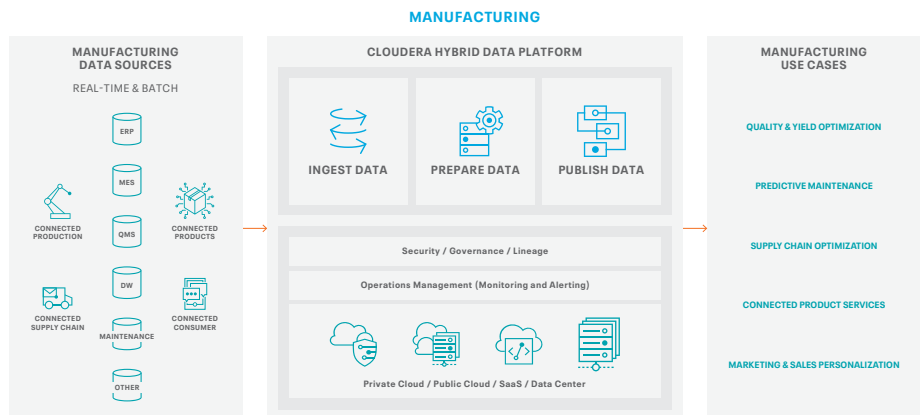 MANUFACTURING
MANUFACTURING
DATA SOURCES
REAL-TIME & BATCH
ERP
MES
CONNECTED
PRODUCTION
CONNECTED
PRODUCTS
QMS
DW
CONNECTED
SUPPLY CHAIN
CONNECTED
CONSUMER
MAINTENANCE
OTHER
CLOUDERA HYBRID DATA PLATFORM
INGEST DATA
PREPARE DATA
PUBLISH DATA
Security / Governance / Lineage
Operations Management (Monitoring and Alerting)
Private Cloud / Public Cloud / SaaS / Data Center
MANUFACTURING
USE CASES
QUALITY & YIELD OPTIMIZATION
PREDICTIVE MAINTENANCE
SUPPLY CHAIN OPTIMIZATION
CONNECTED PRODUCT SERVICES
MARKETING & SALES PERSONALIZATION